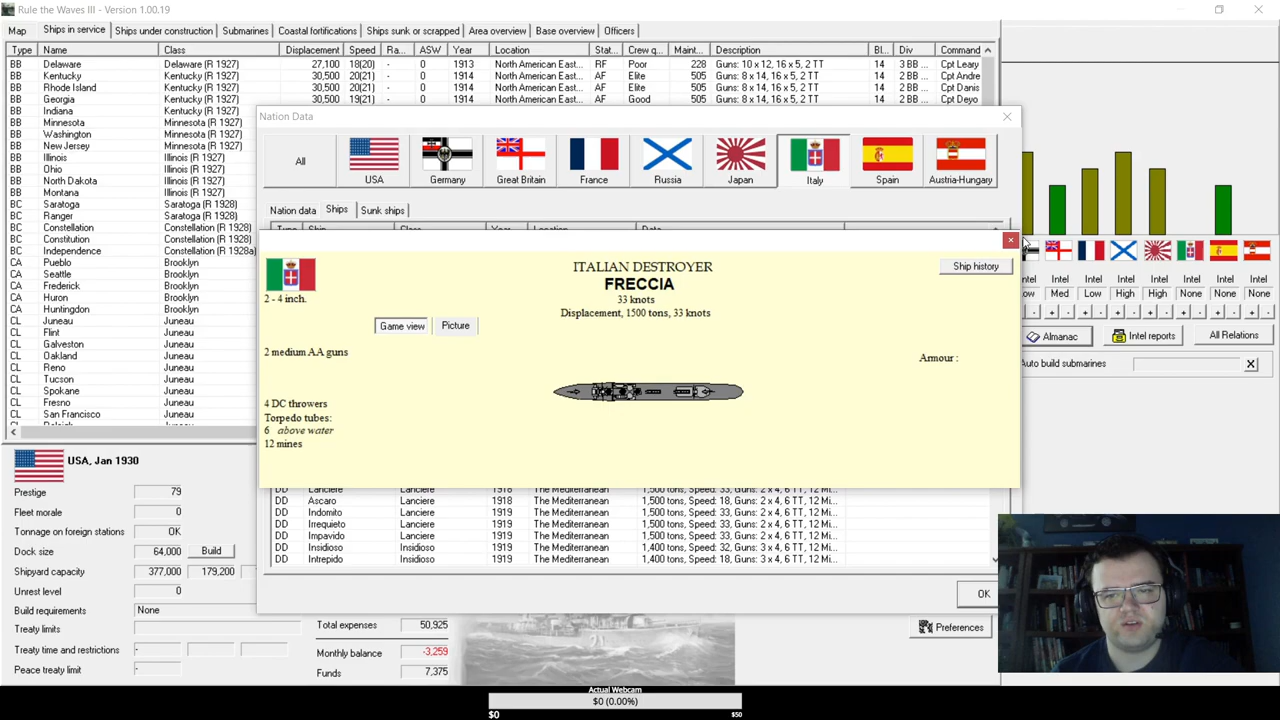 Rule the Waves III - Version 1.00.19
Map Ships in service Ships under construction Submarines Coastal fortifications Ships sunk or scrapped Area overview Base overview Officers
Type Name Class Displacement Speed Ra... ASW Year Location Stat... Crew q... Maint... Description Bl... Div Command
BB Delaware Delaware (R 1927) 27,100 18(20) - 0 1913 North American East... RF Poor 228 Guns: 10 x 12, 16 x 5, 2 TT 14 3 BB ... Cpt Leary
BB Kentucky Kentucky (R 1927) 30,500 20(21) - 0 1914 North American East... AF Elite 505 Guns: 8 x 14, 16 x 5, 2 TT 14 2 BB ... Cpt Andre
BB Rhode Island Kentucky (R 1927) 30,500 20(21) - 0 1914 North American East... AF Elite 505 Guns: 8 x 14, 16 x 5, 2 TT 14 2 BB ... Cpt Danis
BB Georgia Kentucky (R 1927) 30,500 19(21) - 0 1914 North American East... AF Good 505 Guns: 8 x 14, 16 x 5, 2 TT 14 2 BB ... Cpt Deyo
BB Indiana Kentucky (R 1927)
BB Minnesota Minnesota (R 1927)
BB Washington Minnesota (R 1927)
BB New Jersey Minnesota (R 1927)
BB Illinois Illinois (R 1927)
BB Ohio Illinois (R 1927)
BB North Dakota Illinois (R 1927)
BB Montana Illinois (R 1927)
BC Saratoga Saratoga (R 1928)
BC Ranger Saratoga (R 1928)
BC Constellation Constellation (R 1928)
BC Constitution Constellation (R 1928)
BC Independence Constellation (R 1928a)
CA Pueblo Brooklyn
CA Seattle Brooklyn
CA Frederick Brooklyn
CA Huron Brooklyn
CA Huntingdon Brooklyn
CL Juneau Juneau
CL Flint Juneau
CL Galveston Juneau
CL Oakland Juneau
CL Reno Juneau
CL Tucson Juneau
CL Spokane Juneau
CL Fresno Juneau
CL San Francisco Juneau
Nation Data
All USA Germany Great Britain France Russia Japan Italy Spain Austria-Hungary
Nation data Ships Sunk ships
Type Ship Class Year Location Data
ITALIAN DESTROYER
FRECCIA
33 knots
Displacement, 1500 tons, 33 knots
Ship history
2 - 4 inch.
Game view Picture
2 medium AA guns
Armour :
4 DC throwers
Torpedo tubes:
6 above water
12 mines
DD Lanciere Lanciere 1918 The Mediterranean 1,500 tons, Speed: 33, Guns: 2 x 4, 6 TT, 12 Mi...
DD Ascaro Lanciere 1918 The Mediterranean 1,500 tons, Speed: 18, Guns: 2 x 4, 6 TT, 12 Mi...
DD Indomito Lanciere 1919 The Mediterranean 1,500 tons, Speed: 33, Guns: 2 x 4, 6 TT, 12 Mi...
DD Irrequieto Lanciere 1919 The Mediterranean 1,500 tons, Speed: 33, Guns: 2 x 4, 6 TT, 12 Mi...
DD Impavido Lanciere 1919 The Mediterranean 1,500 tons, Speed: 33, Guns: 2 x 4, 6 TT, 12 Mi...
DD Insidioso Insidioso 1919 The Mediterranean 1,400 tons, Speed: 32, Guns: 3 x 4, 6 TT, 12 Mi...
DD Intrepido Insidioso 1919 The Mediterranean 1,400 tons, Speed: 18, Guns: 3 x 4, 6 TT, 12 Mi...
OK
Intel Intel Intel Intel Intel Intel Intel Intel
Low Med Low High High None None None
+ - + - + - + - + - + - + -
Almanac Intel reports All Relations
Auto build submarines X
USA, Jan 1930
Prestige 79
Fleet morale 0
Tonnage on foreign stations OK
Dock size 64,000 Build
Shipyard capacity 377,000 179,200
Unrest level 0
Build requirements None
Treaty limits
Treaty time and restrictions -
Peace treaty limit -
Total expenses 50,925
Monthly balance -3,259
Funds 7,375
Preferences
Actual Webcam
$0 (0.00%)
$0 $50